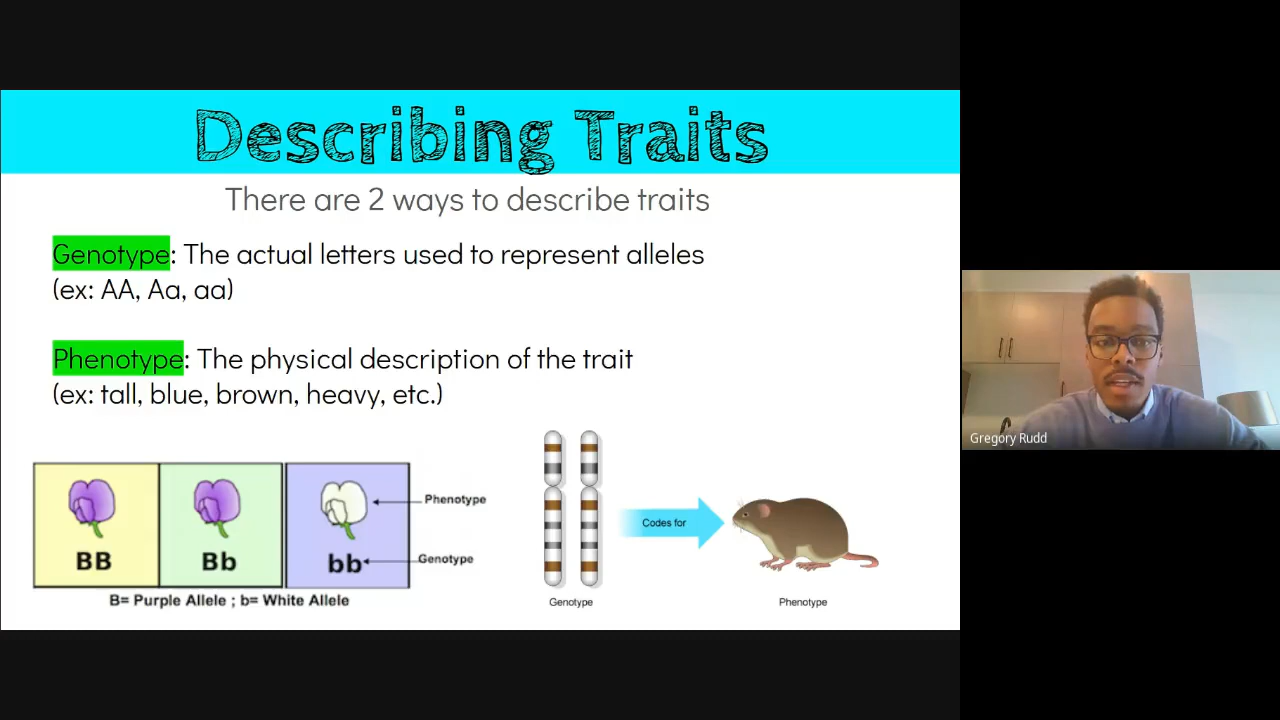 Describing Traits
There are 2 ways to describe traits
Genotype: The actual letters used to represent alleles
(ex: AA, Aa, aa)
Phenotype: The physical description of the trait
(ex: tall, blue, brown, heavy, etc.)
BB
Bb
bb
Phenotype
Genotype
B= Purple Allele ; b= White Allele
Codes for
Genotype
Phenotype
Gregory Rudd